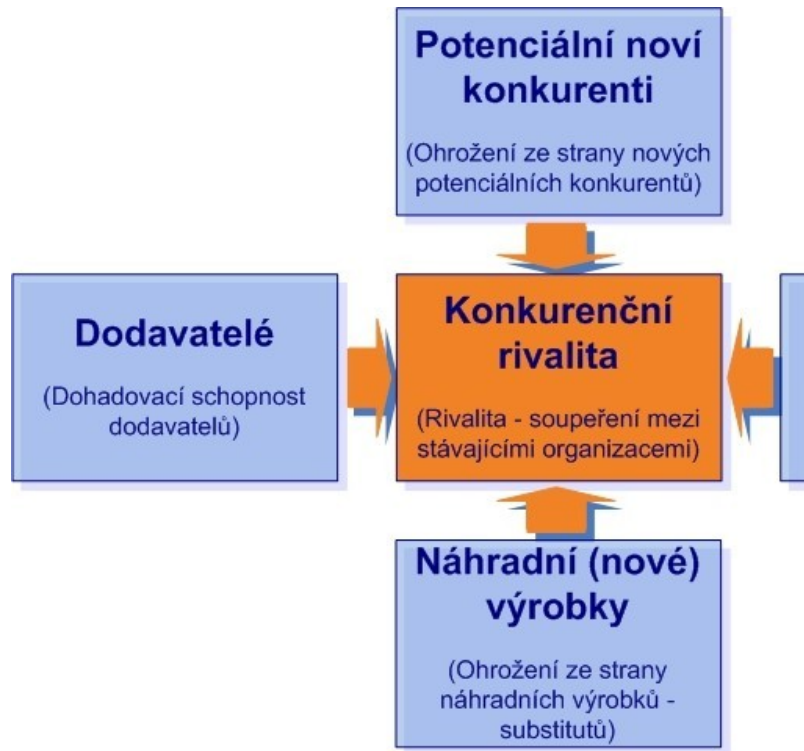 Potenciální noví
konkurenti
(Ohrožení ze strany nových
potenciálních konkurentů)
Dodavatelé
(Dohadovací schopnost
dodavatelů)
Konkurenční
rivalita
(Rivalita - soupeření mezi
stávajícími organizacemi)
Náhradní (nové)
výrobky
(Ohrožení ze strany
náhradních výrobků -
substitutů)